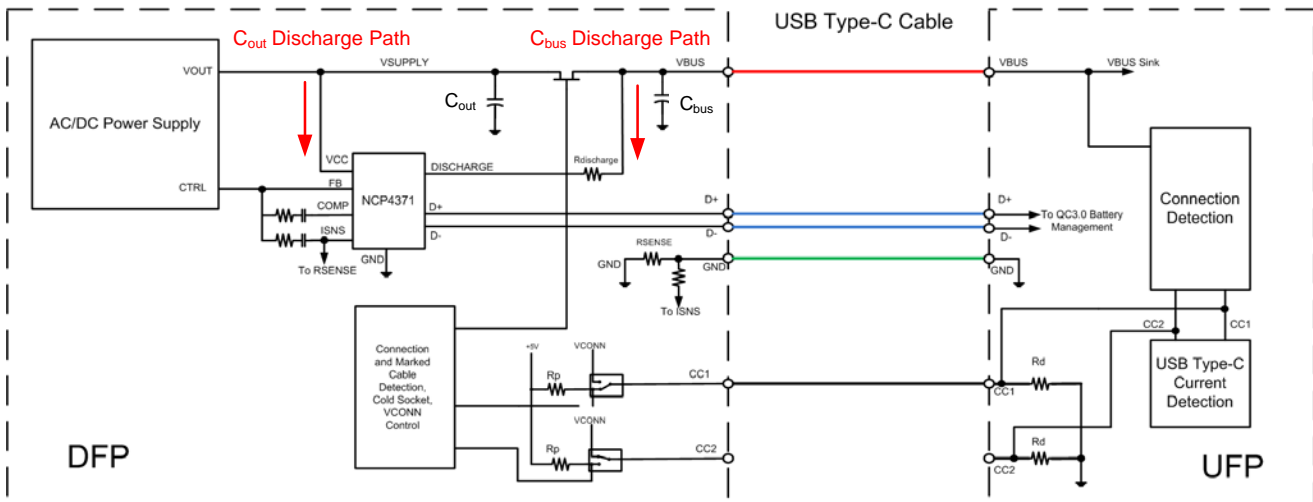 USB Type-C Cable
Cout Discharge Path
Cbus Discharge Path
VOUT
VSUPPLY
VBUS
VBUS
VBUS Sink
Cout
Cbus
AC/DC Power Supply
VCC
DISCHARGE
Rdischarge
CTRL
FB
NCP4371
COMP
D+
D+
D+
To QC3.0 Battery
Management
ISNS
D-
D-
D-
Connection
Detection
To RSENSE
GND
RSENSE
GND
GND
GND
To ISNS
CC2
CC1
Connection
and Marked
Cable
Detection,
Cold Socket,
VCONN
Control
+5V
VCONN
Rp
CC1
CC1
Rd
USB Type-C
Current
Detection
VCONN
Rp
CC2
CC2
Rd
DFP
UFP